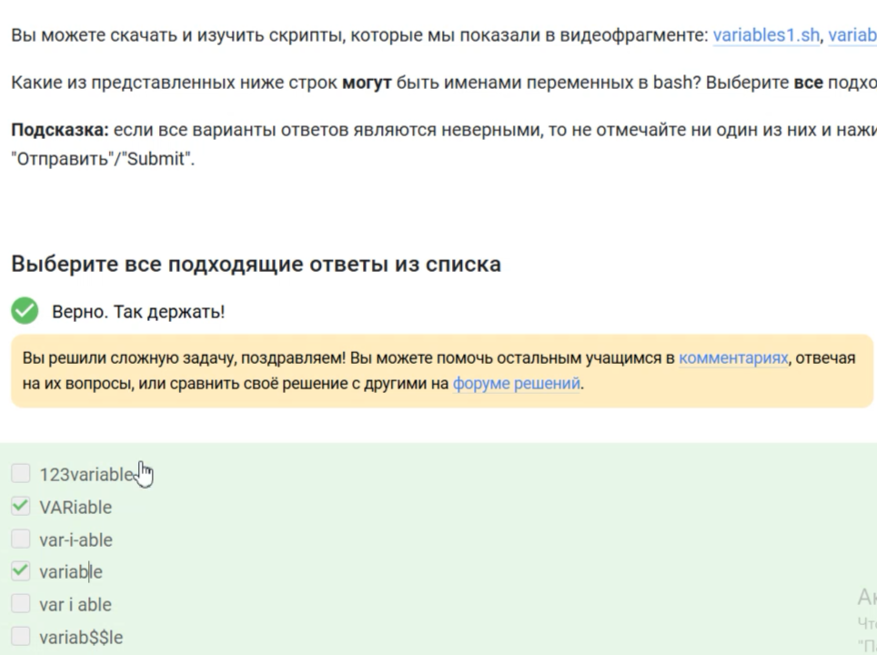 Вы можете скачать и изучить скрипты, которые мы показали в видеофрагменте: variables1.sh, variab
Какие из представленных ниже строк могут быть именами переменных в bash? Выберите все подхо
Подсказка: если все варианты ответов являются неверными, то не отмечайте ни один из них и нажи
"Отправить"/"Submit".
Выберите все подходящие ответы из списка
Верно. Так держать!
Вы решили сложную задачу, поздравляем! Вы можете помочь остальным учащимся в комментариях, отвечая
на их вопросы, или сравнить своё решение с другими на форуме решений.
123variable
VARiable
var-i-able
variable
var i able
variab$$le
Ак
Что
"Па